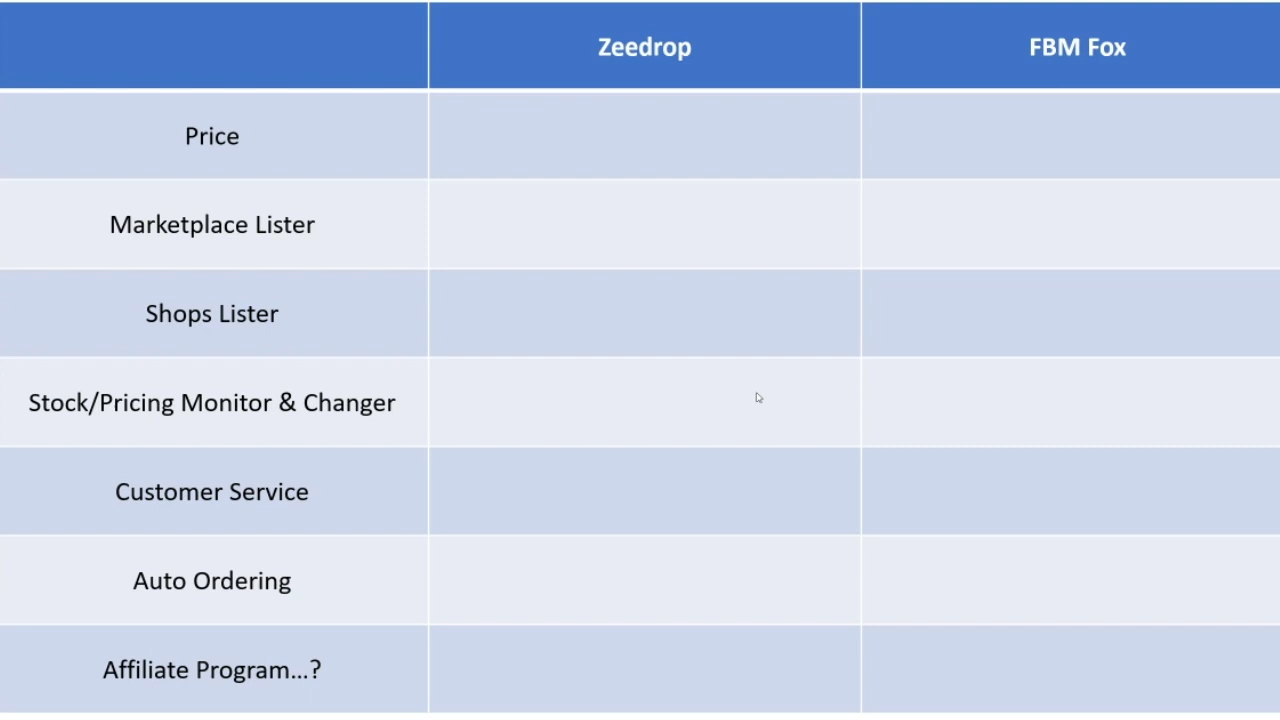 Zeedrop FBM Fox
Price
Marketplace Lister
Shops Lister
Stock/Pricing Monitor & Changer
Customer Service
Auto Ordering
Affiliate Program...?